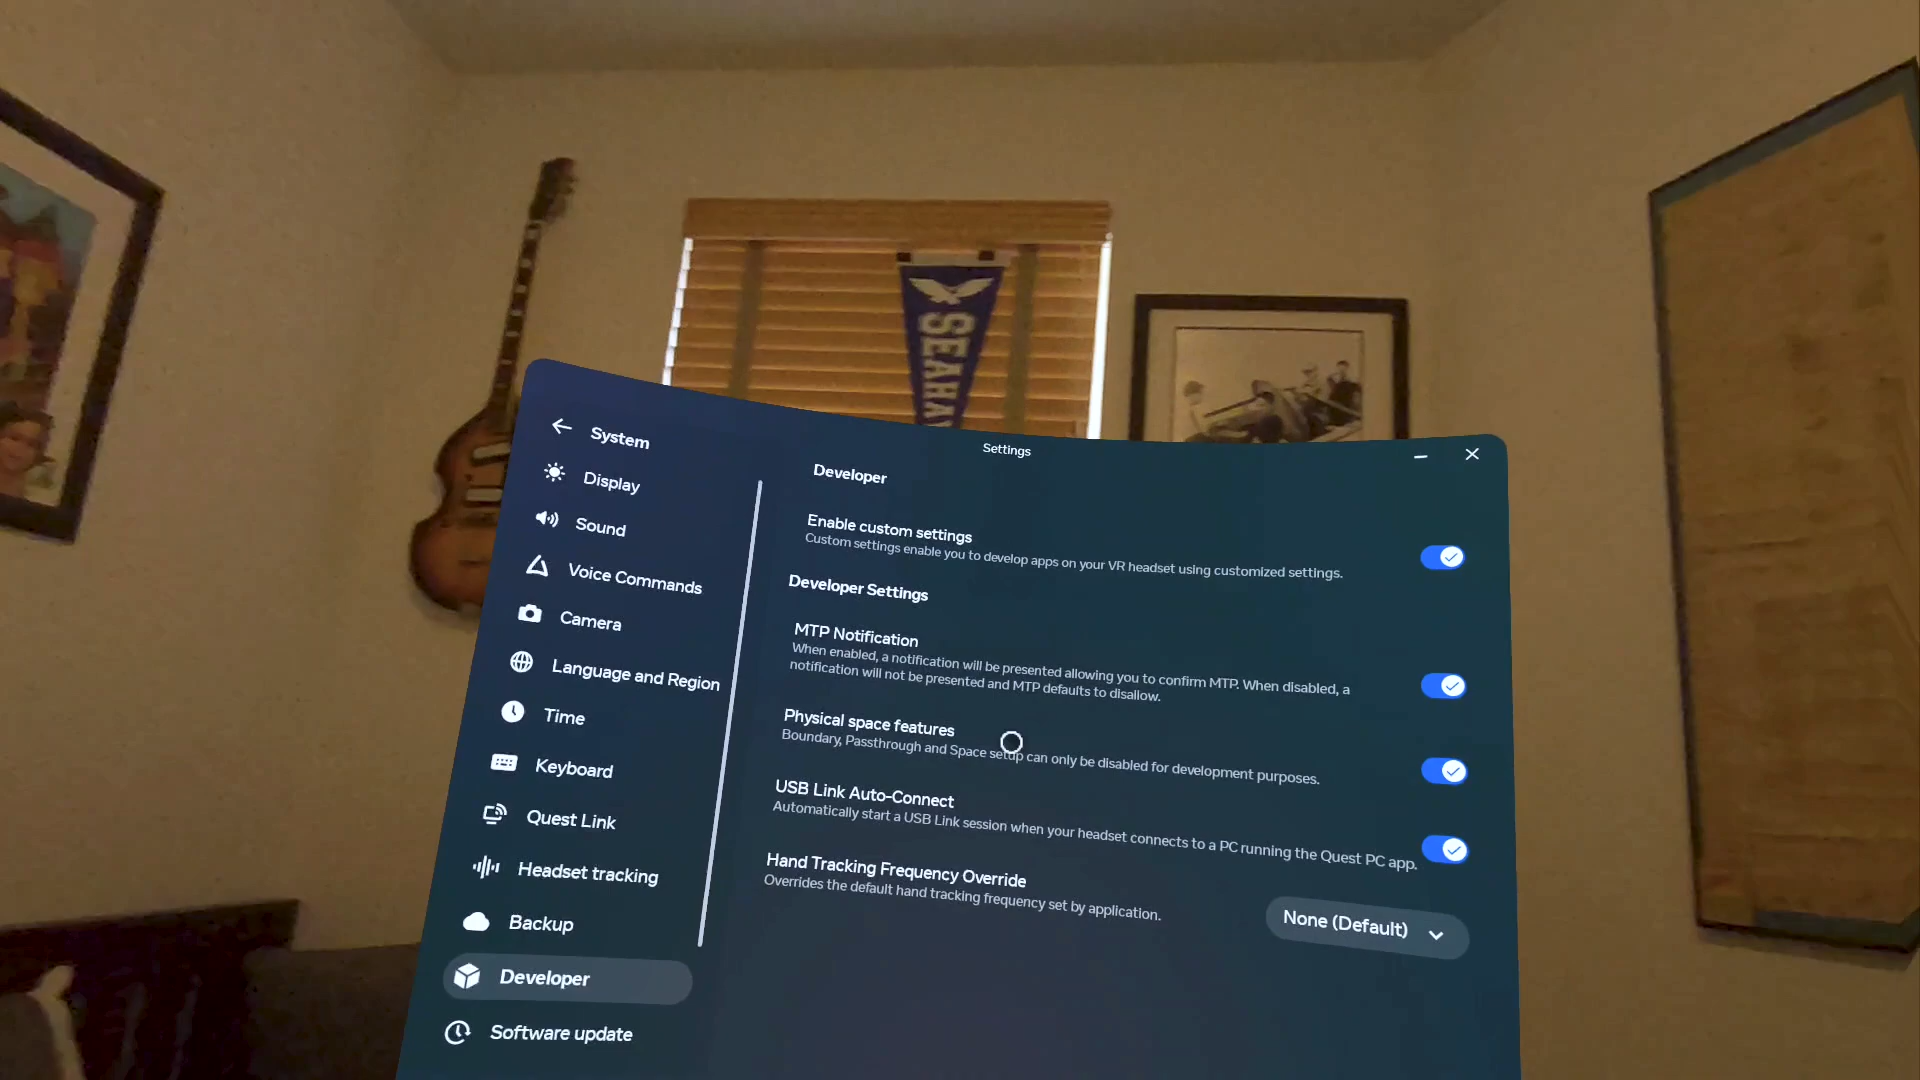 SEAHA
System
Display
Sound
Voice Commands
Camera
Language and Region
Time
Keyboard
Quest Link
Headset tracking
Backup
Developer
Software update
Settings
Developer
Enable custom settings
Custom settings enable you to develop apps on your VR headset using customized settings.
Developer Settings
MTP Notification
When enabled, a notification will be presented allowing you to confirm MTP. When disabled, a
notification will not be presented and MTP defaults to disallow.
Physical space features
Boundary, Passthrough and Space setup can only be disabled for development purposes.
USB Link Auto-Connect
Automatically start a USB Link session when your headset connects to a PC running the Quest PC app.
Hand Tracking Frequency Override
Overrides the default hand tracking frequency set by application.
None (Default)